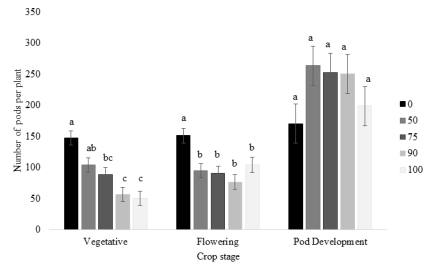 350
300
250
200
150
100
50
0
Number of pods per plant
a
ab
bc
c
c
a
b
b
b
b
a
a
a
a
a
0
50
75
90
100
Vegetative
Flowering
Pod Development
Crop stage